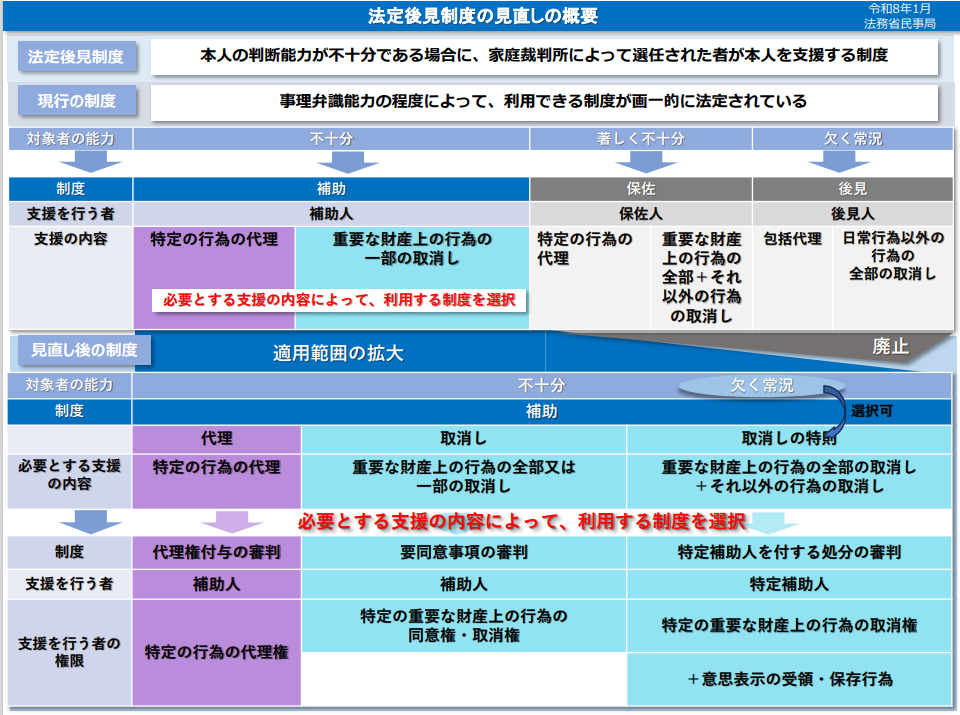 法定後見制度の見直しの概要
令和8年1月
法務省民事局
法定後見制度
本人の判断能力が不十分である場合に、家庭裁判所によって選任された者が本人を支援する制度
現行の制度
事理弁識能力の程度によって、利用できる制度が画一的に法定されている
対象者の能力
不十分
著しく不十分
欠く常況
制度
補助
保佐
後見
支援を行う者
補助人
保佐人
後見人
支援の内容
特定の行為の代理
重要な財産上の行為の
一部の取消し
特定の行為の
代理
重要な財産
上の行為の
全部＋それ
以外の行為
の取消し
包括代理
日常行為以外の
行為の
全部の取消し
必要とする支援の内容によって、利用する制度を選択
見直し後の制度
適用範囲の拡大
廃止
対象者の能力
不十分
欠く常況
制度
補助
選択可
代理
取消し
取消しの特則
必要とする支援
の内容
特定の行為の代理
重要な財産上の行為の全部又は
一部の取消し
重要な財産上の行為の全部の取消し
＋それ以外の行為の取消し
必要とする支援の内容によって、利用する制度を選択
制度
代理権付与の審判
要同意事項の審判
特定補助人を付する処分の審判
支援を行う者
補助人
補助人
特定補助人
支援を行う者の
権限
特定の行為の代理権
特定の重要な財産上の行為の
同意権・取消権
特定の重要な財産上の行為の取消権
＋意思表示の受領・保存行為